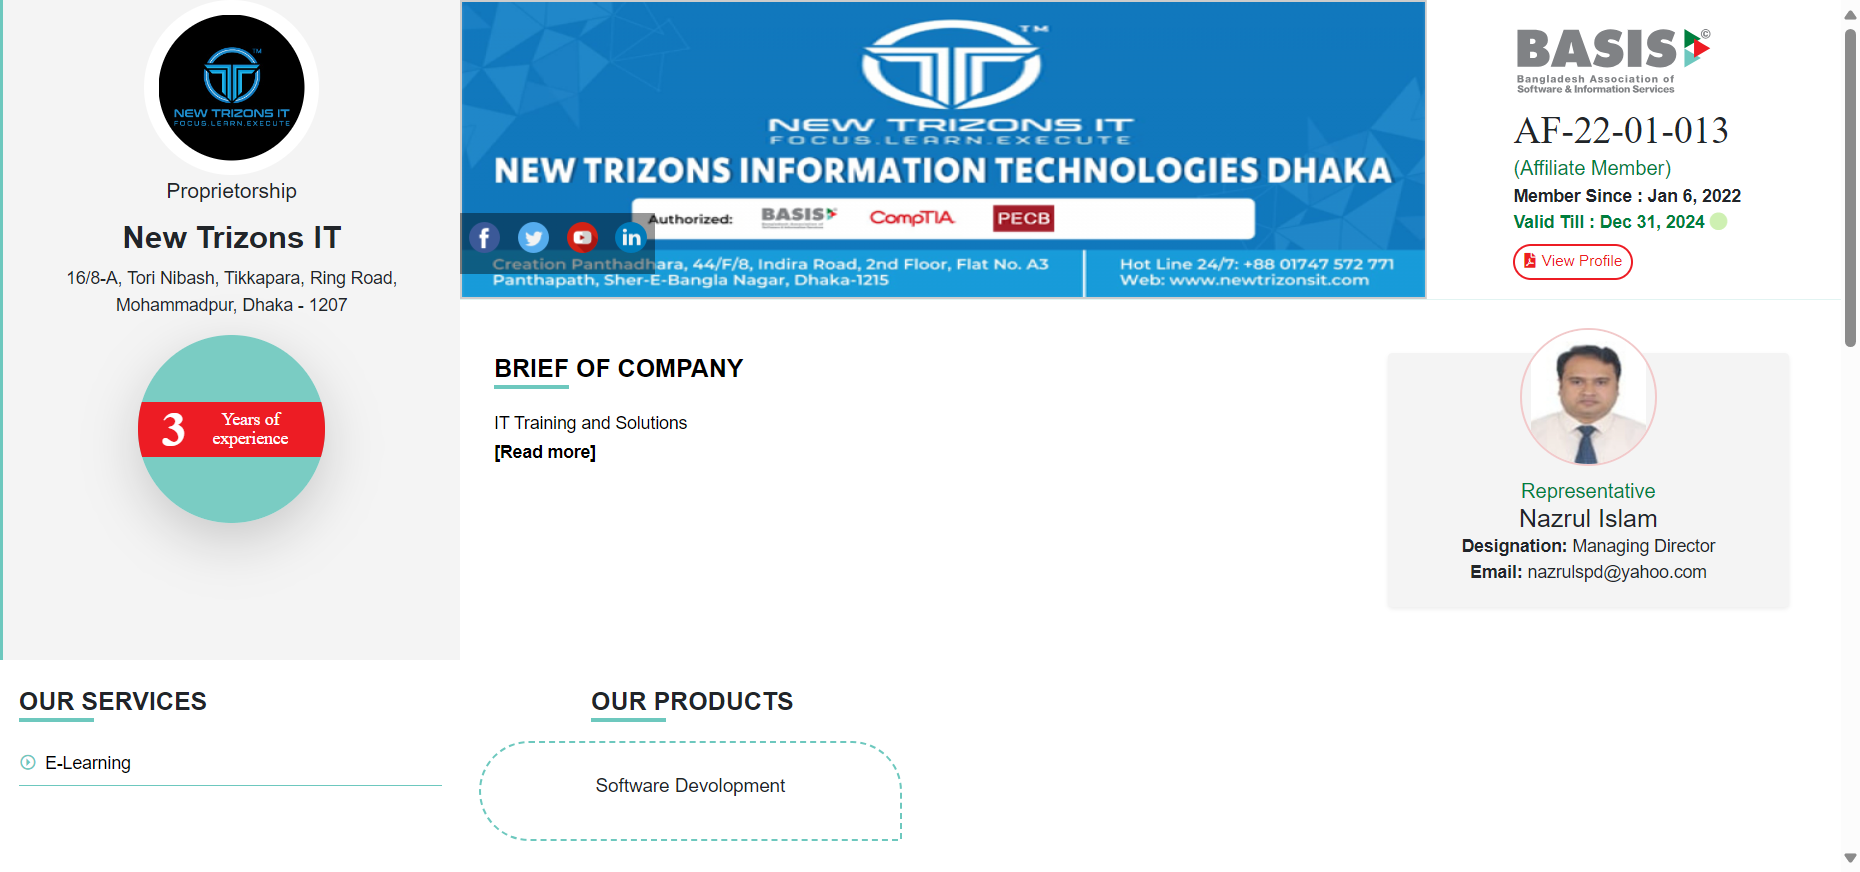 TM
NEW TRIZONS IT
FOCUS.LEARN.EXECUTE
Proprietorship
New Trizons IT
16/8-A, Tori Nibash, Tikkapara, Ring Road,
Mohammadpur, Dhaka - 1207
3
Years of
experience
TM
NEW TRIZONS IT
FOCUS.LEARN.EXECUTE
NEW TRIZONS INFORMATION TECHNOLOGIES DHAKA
Authorized: BASIS CompTIA PECB
Creation Panthadhara, 44/F/8, Indira Road, 2nd Floor, Flat No. A3
Panthapath, Sher-E-Bangla Nagar, Dhaka-1215
Hot Line 24/7: +88 01747 572 771
Web: www.newtrizonsit.com
BASIS ©
Bangladesh Association of
Software & Information Services
AF-22-01-013
(Affiliate Member)
Member Since : Jan 6, 2022
Valid Till : Dec 31, 2024
View Profile
BRIEF OF COMPANY
IT Training and Solutions
[Read more]
Representative
Nazrul Islam
Designation: Managing Director
Email: nazrulspd@yahoo.com
OUR SERVICES
E-Learning
OUR PRODUCTS
Software Devolopment